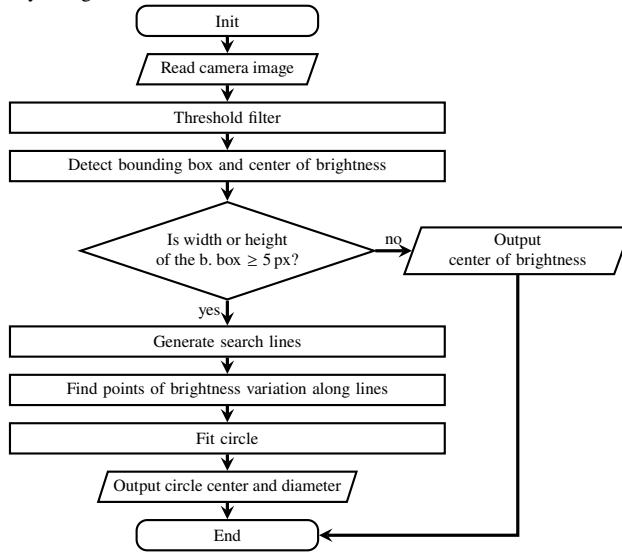 Init
Read camera image
Threshold filter
Detect bounding box and center of brightness
Is width or height
of the b. box ≥ 5 px?
no
Output
center of brightness
yes
Generate search lines
Find points of brightness variation along lines
Fit circle
Output circle center and diameter
End